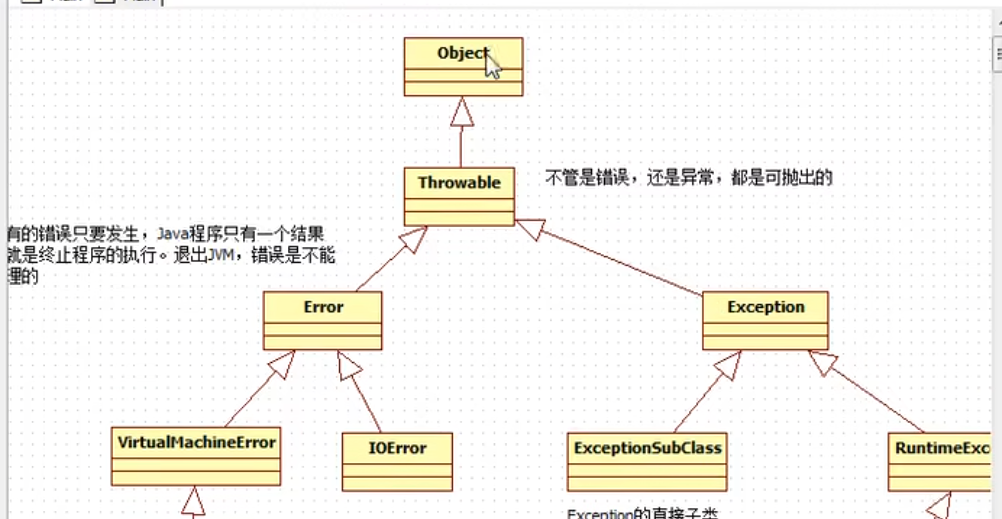 Object
Throwable
不管是错误，还是异常，都是可抛出的
有的错误只要发生，Java程序只有一个结果
就是终止程序的执行。退出JVM，错误是不能
理的
Error
Exception
VirtualMachineError
IOError
ExceptionSubClass
RuntimeExc
Exception的直接子类